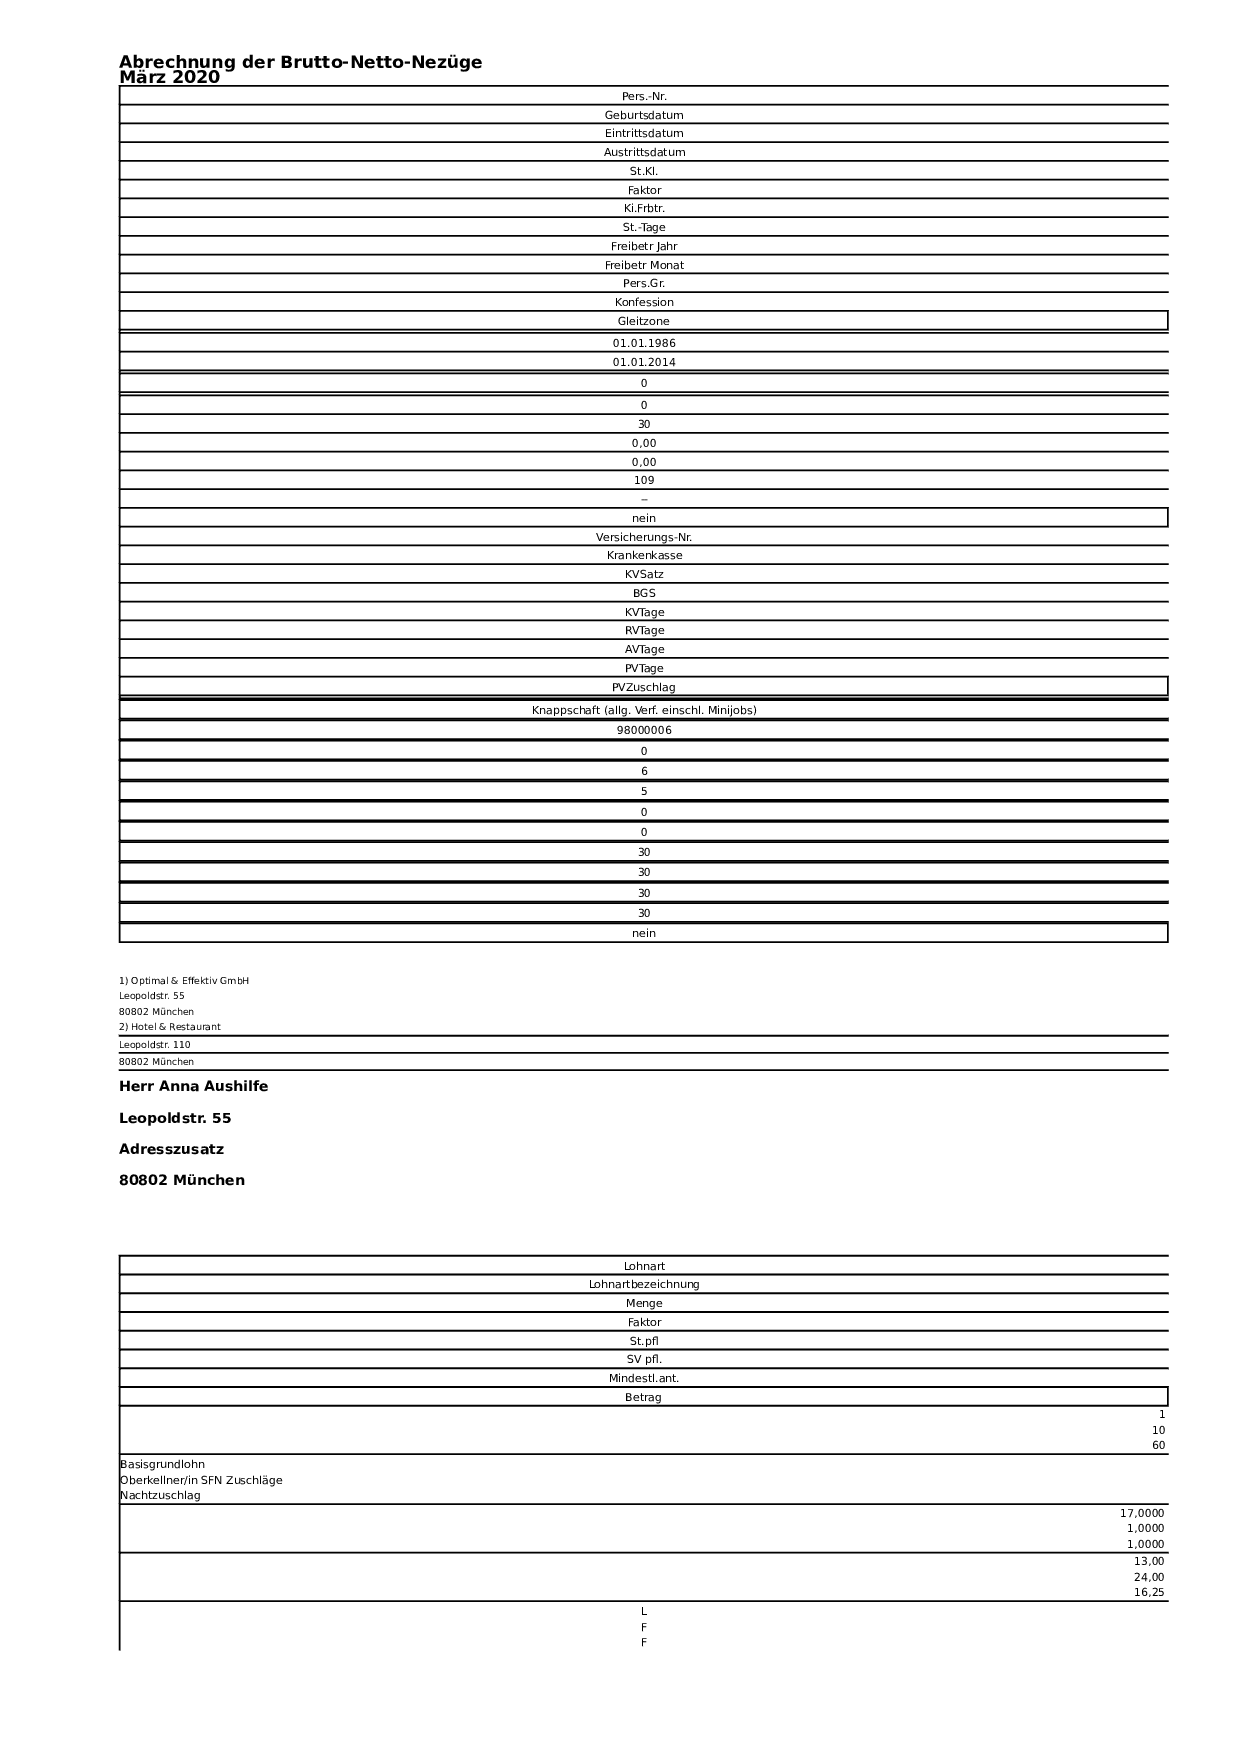 Abrechnung der Brutto-Netto-Nezüge
März 2020
Pers.-Nr.
Geburtsdatum
Eintrittsdatum
Austrittsdatum
St.Kl.
Faktor
Ki.Frbtr.
St.-Tage
Freibetr Jahr
Freibetr Monat
Pers.Gr.
Konfession
Gleitzone
01.01.1986
01.01.2014
0
0
30
0,00
0,00
109
–
nein
Versicherungs-Nr.
Krankenkasse
KVSatz
BGS
KVTage
RVTage
AVTage
PVTage
PVZuschlag
Knappschaft (allg. Verf. einschl. Minijobs)
98000006
0
6
5
0
0
30
30
30
30
nein
1) Optimal & Effektiv GmbH
Leopoldstr. 55
80802 München
2) Hotel & Restaurant
Leopoldstr. 110
80802 München
Herr Anna Aushilfe
Leopoldstr. 55
Adresszusatz
80802 München
Lohnart
Lohnartbezeichnung
Menge
Faktor
St.pfl
SV pfl.
Mindestl.ant.
Betrag
1
10
60
Basisgrundlohn
Oberkellner/in SFN Zuschläge
Nachtzuschlag
17,0000
1,0000
1,0000
13,00
24,00
16,25
L
F
F